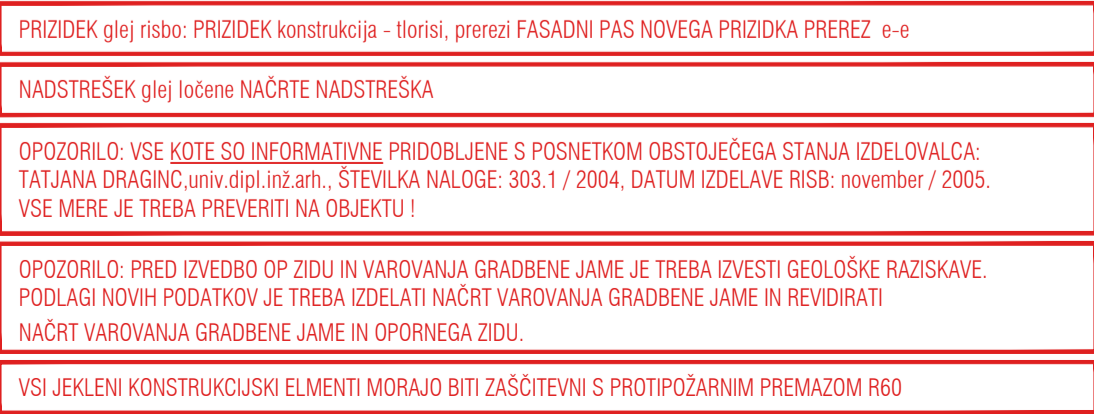 PRIZIDEK glej risbo: PRIZIDEK konstrukcija - tlorisi, prerezi FASADNI PAS NOVEGA PRIZIDKA PREREZ e-e
NADSTREŠEK glej ločene NAČRTE NADSTREŠKA
OPOZORILO: VSE KOTE SO INFORMATIVNE PRIDOBLJENE S POSNETKOM OBSTOJEČEGA STANJA IZDELOVALCA:
TATJANA DRAGINC,univ.dipl.inž.arh., ŠTEVILKA NALOGE: 303.1 / 2004, DATUM IZDELAVE RISB: november / 2005.
VSE MERE JE TREBA PREVERITI NA OBJEKTU !
OPOZORILO: PRED IZVEDBO OP ZIDU IN VAROVANJA GRADBENE JAME JE TREBA IZVESTI GEOLOŠKE RAZISKAVE.
PODLAGI NOVIH PODATKOV JE TREBA IZDELATI NAČRT VAROVANJA GRADBENE JAME IN REVIDIRATI
NAČRT VAROVANJA GRADBENE JAME IN OPORNEGA ZIDU.
VSI JEKLENI KONSTRUKCIJSKI ELMENTI MORAJO BITI ZAŠČITEVNI S PROTIPOŽARNIM PREMAZOM R60